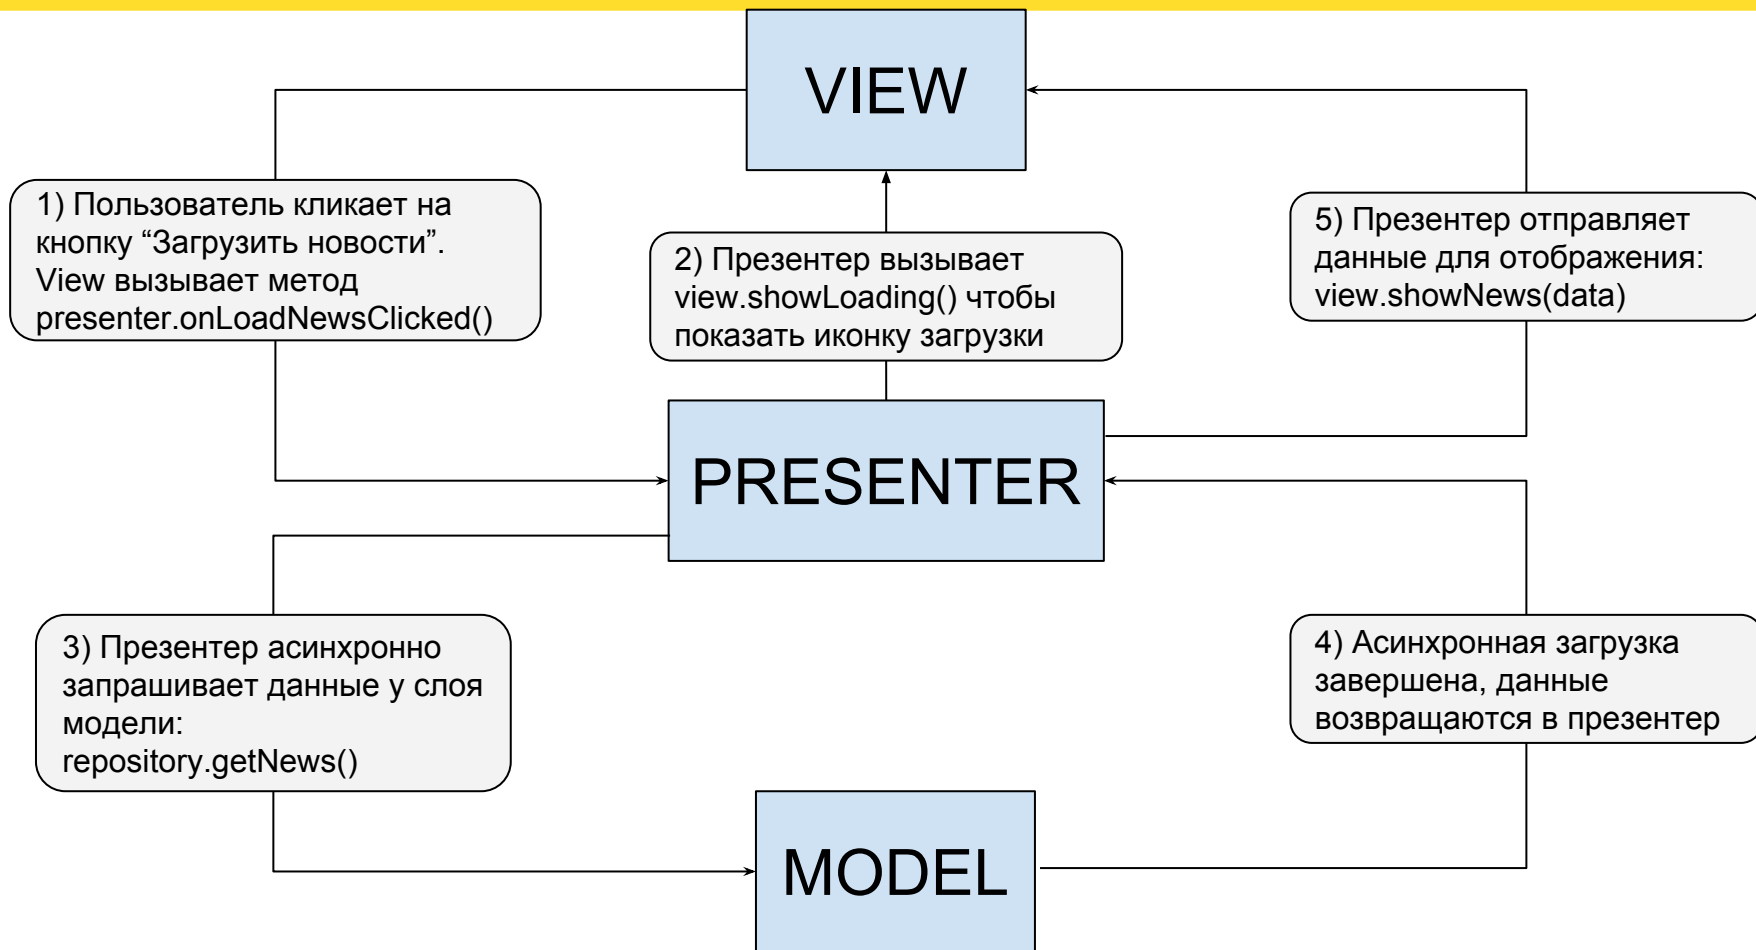 VIEW
1) Пользователь кликает на
кнопку “Загрузить новости”.
View вызывает метод
presenter.onLoadNewsClicked()
2) Презентер вызывает
view.showLoading() чтобы
показать иконку загрузки
5) Презентер отправляет
данные для отображения:
view.showNews(data)
PRESENTER
3) Презентер асинхронно
запрашивает данные у слоя
модели:
repository.getNews()
4) Асинхронная загрузка
завершена, данные
возвращаются в презентер
MODEL